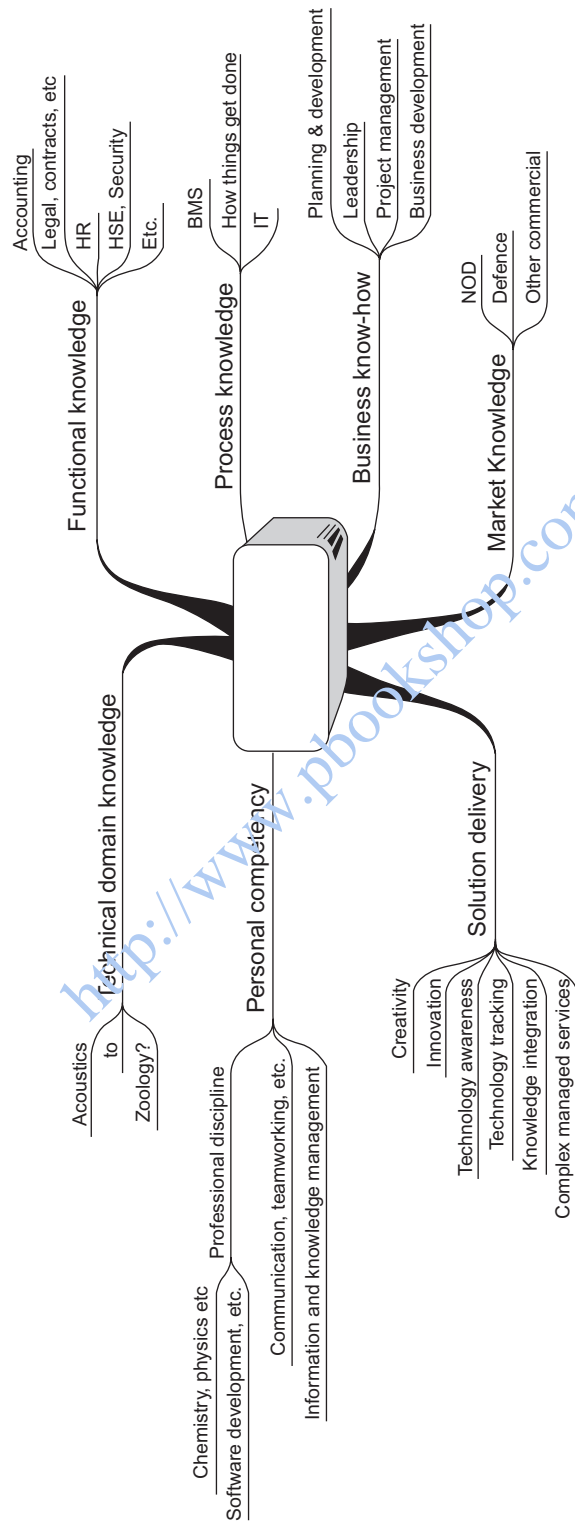 Technical domain knowledge
Acoustics
to
Zoology?
Personal competency
Professional discipline
Chemistry, physics etc
Software development, etc.
Communication, teamworking, etc.
Information and knowledge management
Solution delivery
Creativity
Innovation
Technology awareness
Technology tracking
Knowledge integration
Complex managed services
Functional knowledge
Accounting
Legal, contracts, etc
HR
HSE, Security
Etc.
Process knowledge
BMS
How things get done
IT
Business know-how
Planning & development
Leadership
Project management
Business development
Market Knowledge
NOD
Defence
Other commercial
http://www.pbookshop.com